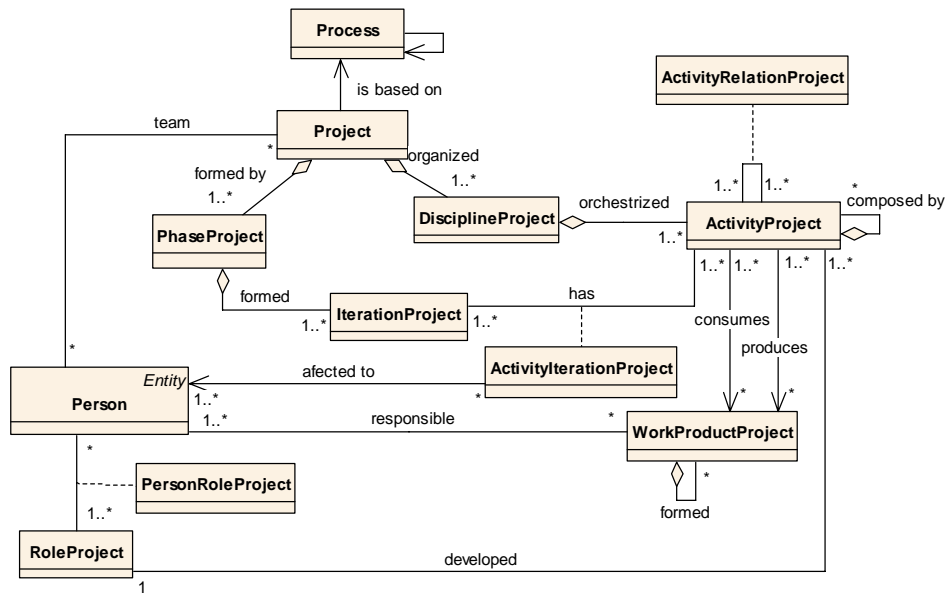 Process
is based on
ActivityRelationProject
team
Project
*
organized
formed by
1..*
1..*
DisciplineProject
orchestrized
1..*
1..*
1..*
*
composed by
ActivityProject
PhaseProject
formed
1..*
IterationProject
1..*
has
1..*
1..*
1..*
1..*
consumes
produces
*
Entity
Person
1..*
afected to
*
ActivityIterationProject
1..*
responsible
*
*
*
WorkProductProject
*
formed
*
PersonRoleProject
1..*
RoleProject
1
developed